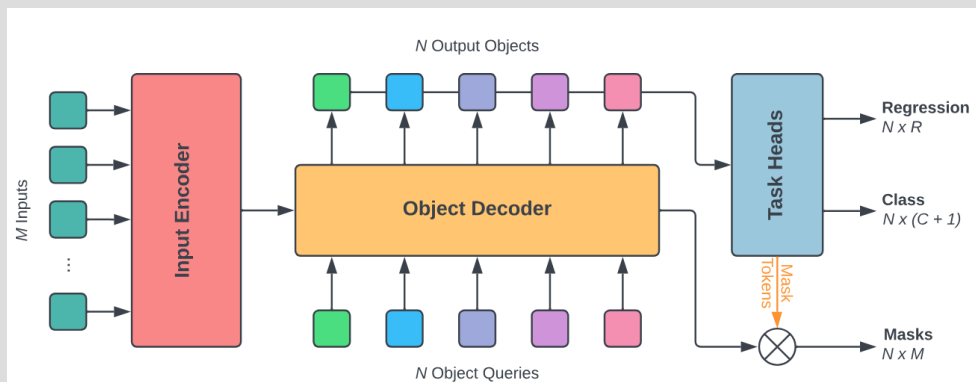 N Output Objects
M Inputs
...
Input Encoder
Object Decoder
N Object Queries
Task Heads
Mask
Tokens
Regression
N x R
Class
N x (C + 1)
Masks
N x M